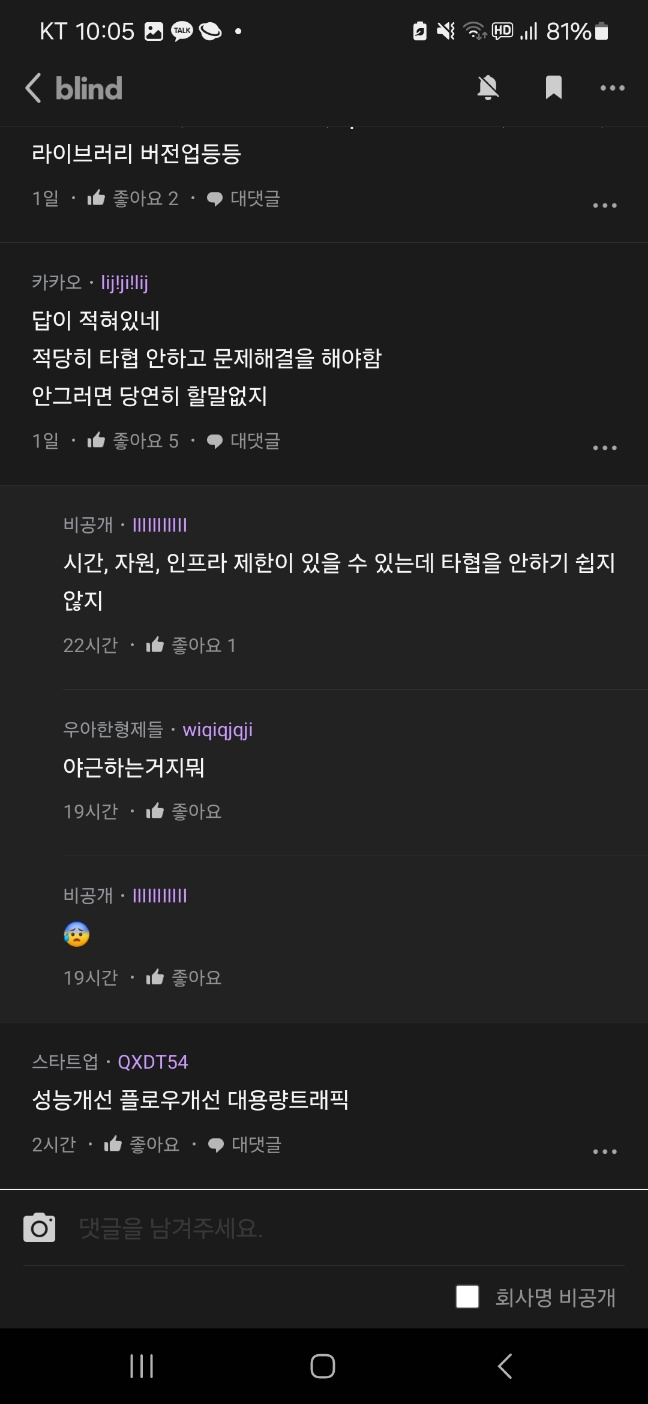 KT 10:05 TALK HD 81%
blind
라이브러리 버전업등등
1일 · 좋아요 2 · 대댓글
카카오 · lij!ji!lij
답이 적혀있네
적당히 타협 안하고 문제해결을 해야함
안그러면 당연히 할말없지
1일 · 좋아요 5 · 대댓글
비공개 · lllllllllll
시간, 자원, 인프라 제한이 있을 수 있는데 타협을 안하기 쉽지
않지
22시간 · 좋아요 1
우아한형제들 · wiqiqjqji
야근하는거지뭐
19시간 · 좋아요
비공개 · lllllllllll
😰
19시간 · 좋아요
스타트업 · QXDT54
성능개선 플로우개선 대용량트래픽
2시간 · 좋아요 · 대댓글
댓글을 남겨주세요.
회사명 비공개